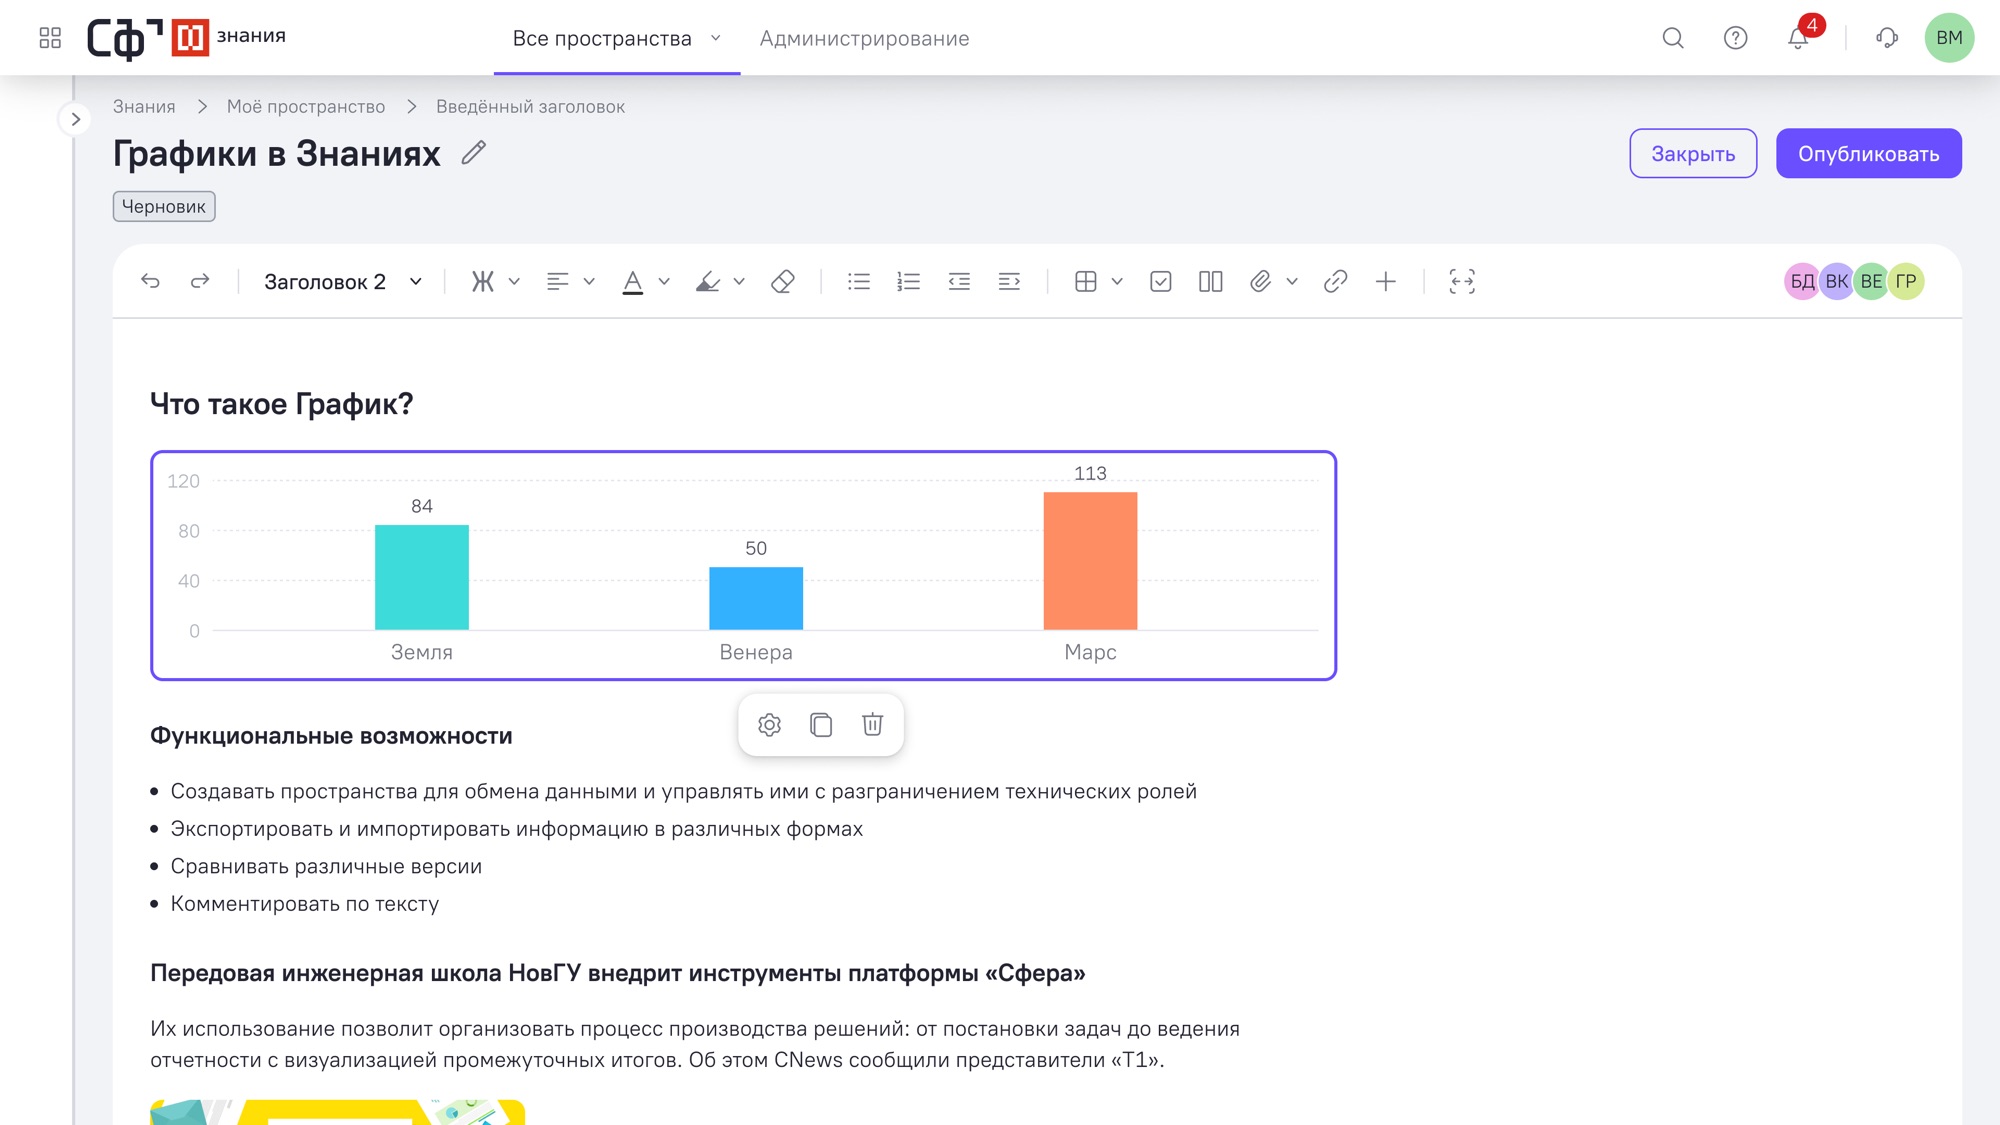 Сфера знания
Все пространства
Администрирование
4
ВМ
Знания
Моё пространство
Введённый заголовок
Графики в Знаниях
Закрыть
Опубликовать
Черновик
Заголовок 2
Ж
А
БД
ВК
ВЕ
ГР
Что такое График?
120
80
40
0
84
50
113
Земля
Венера
Марс
Функциональные возможности
Создавать пространства для обмена данными и управлять ими с разграничением технических ролей
Экспортировать и импортировать информацию в различных формах
Сравнивать различные версии
Комментировать по тексту
Передовая инженерная школа НовГУ внедрит инструменты платформы «Сфера»
Их использование позволит организовать процесс производства решений: от постановки задач до ведения
отчетности с визуализацией промежуточных итогов. Об этом CNews сообщили представители «Т1».